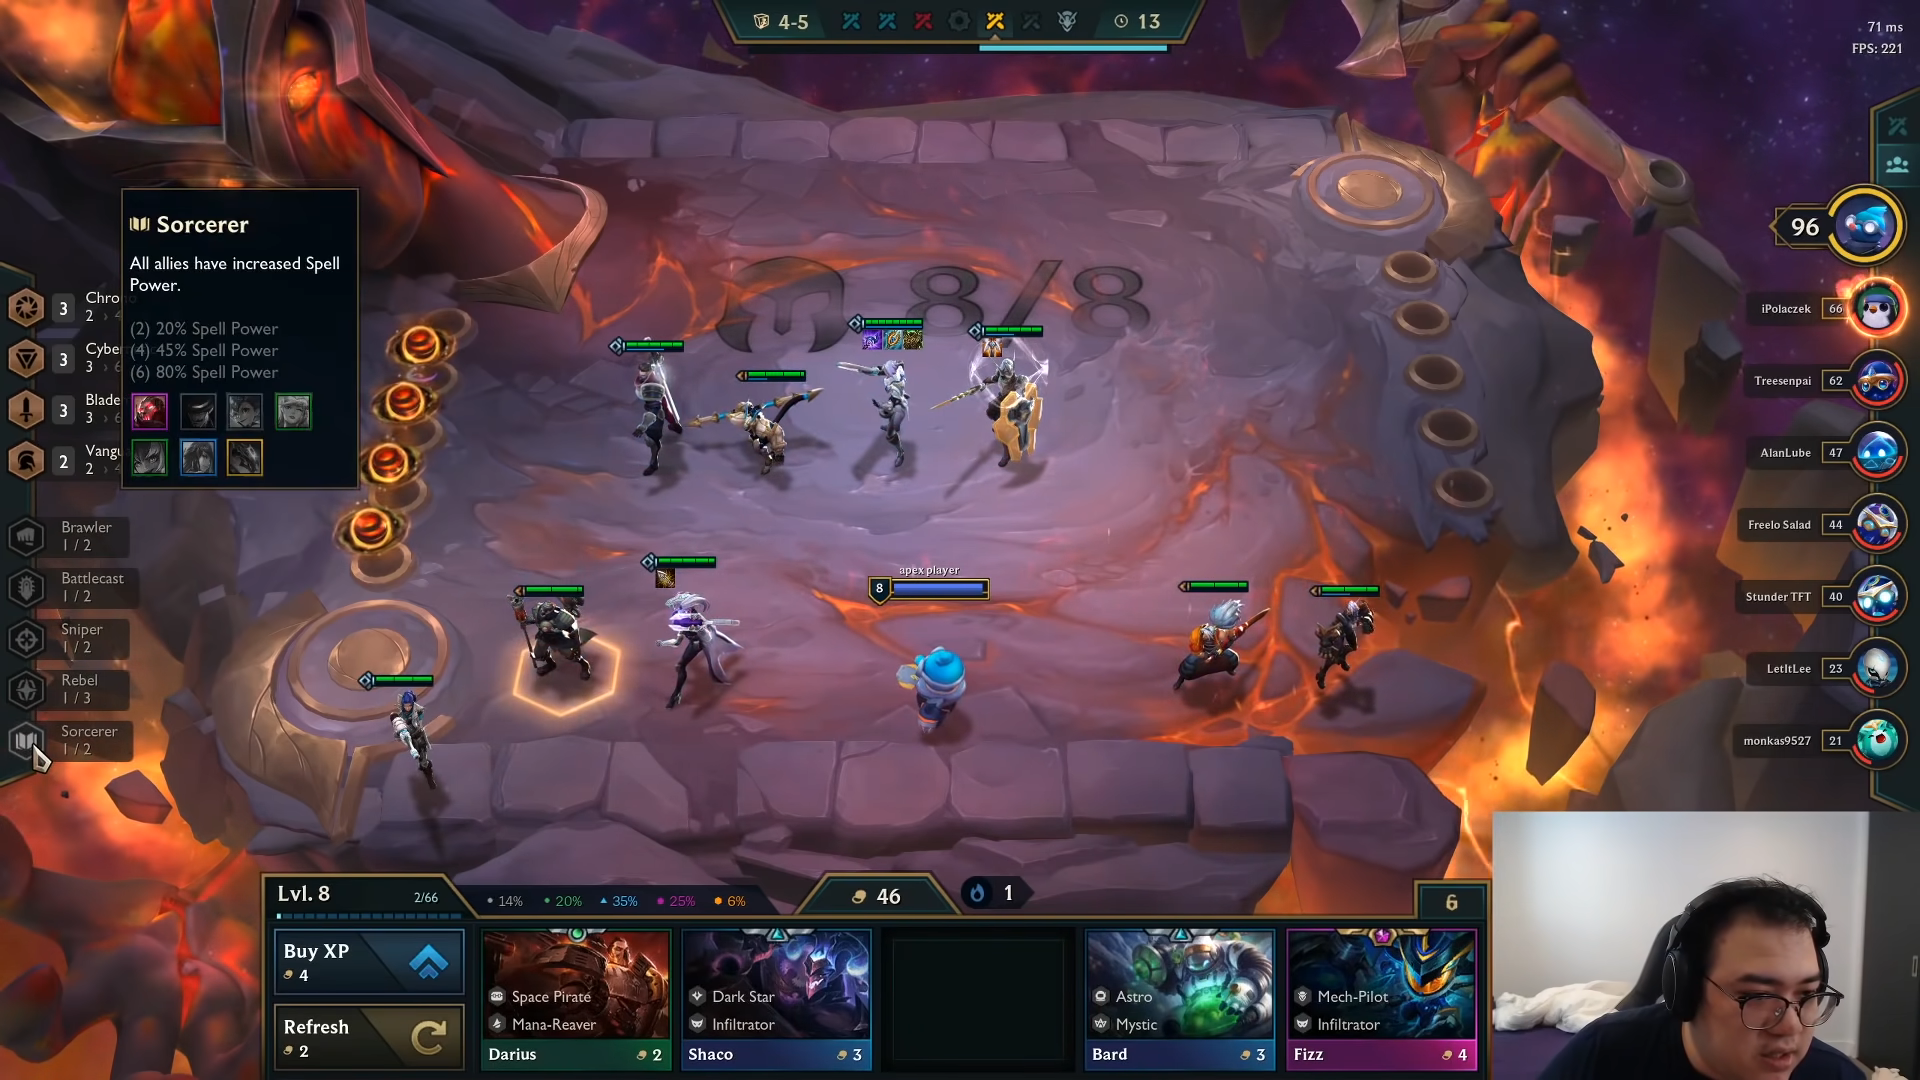 4-5
13
71 ms
FPS: 221
Sorcerer
All allies have increased Spell
Power.
(2) 20% Spell Power
(4) 45% Spell Power
(6) 80% Spell Power
3
Chro
2
3
Cybe
3
3
Blade
3
2
Vangu
2
Brawler
1 / 2
Battlecast
1 / 2
Sniper
1 / 2
Rebel
1 / 3
Sorcerer
1 / 2
8/8
apex player
8
96
iPolaczek 66
Treesenpai 62
AlanLube 47
Freelo Salad 44
Stunder TFT 40
LetItLee 23
monkas9527 21
Lvl. 8 2/66
14% 20% 35% 25% 6%
46
1
6
Buy XP
4
Refresh
2
Space Pirate
Mana-Reaver
Darius 2
Dark Star
Infiltrator
Shaco 3
Astro
Mystic
Bard 3
Mech-Pilot
Infiltrator
Fizz 4